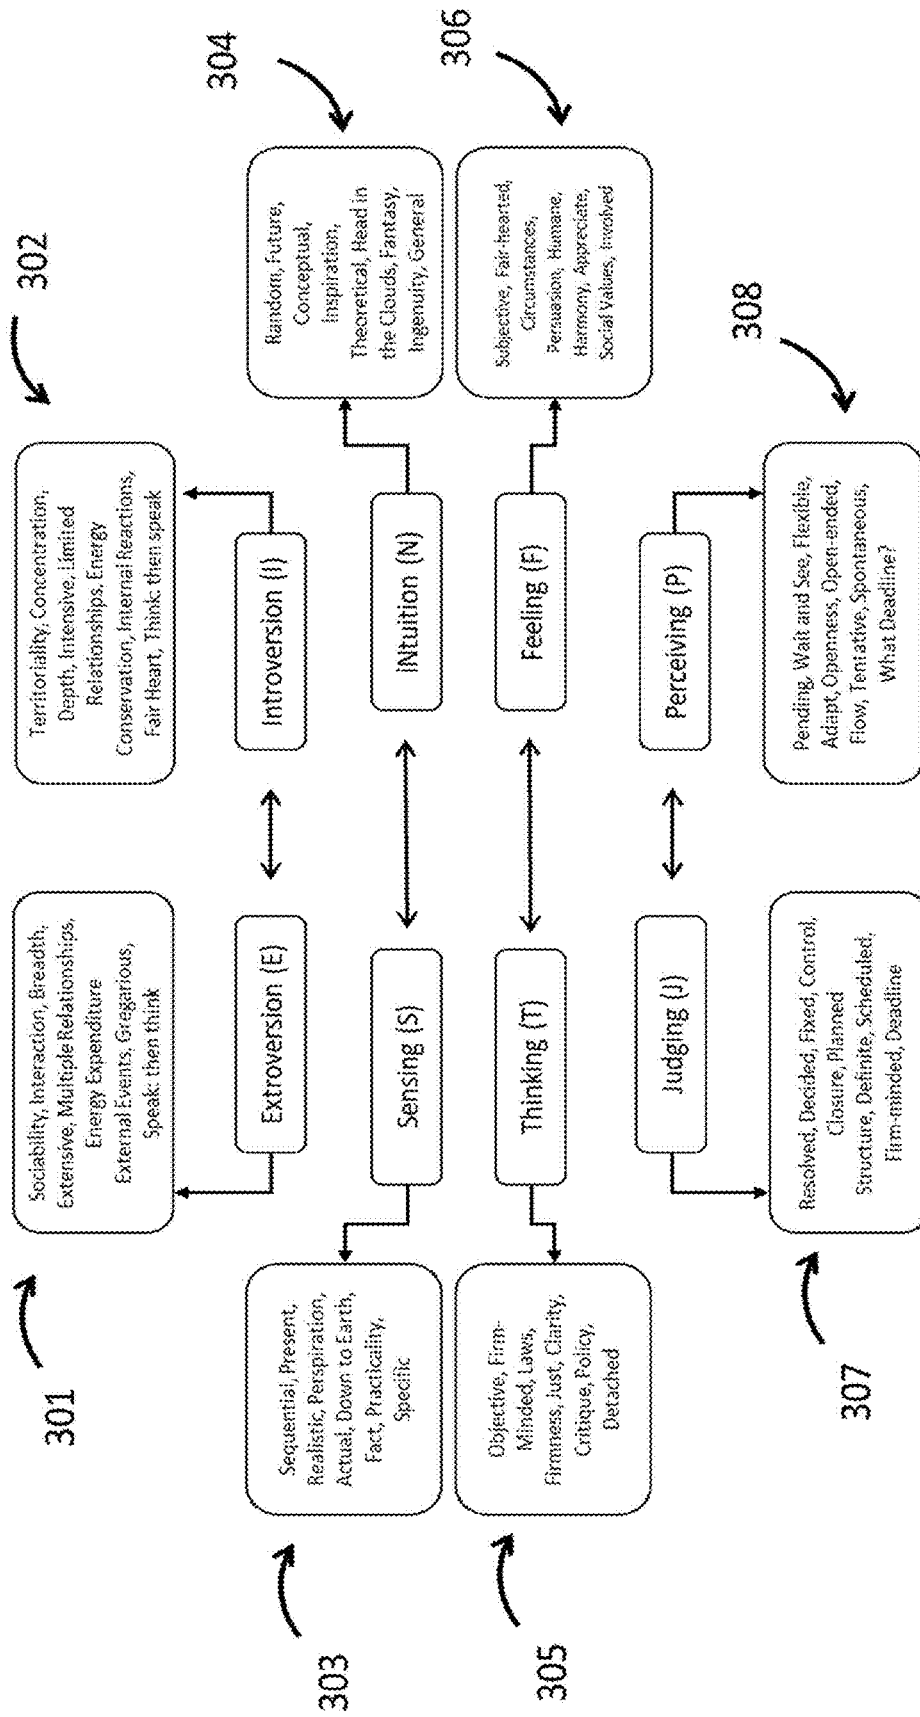 301
Sociability, Interaction, Breadth,
Extensive, Multiple Relationships,
Energy Expenditure
External Events, Gregarious,
Speak: then think
302
Territoriality, Concentration,
Depth, Intensive, Limited
Relationships, Energy
Conservation, Internal Reactions,
Fair Heart, Think: then speak
Extroversion (E)
Introversion (I)
303
Sequential, Present,
Realistic, Perspiration,
Actual, Down to Earth,
Fact, Practicality,
Specific
Sensing (S)
iNtuition (N)
Random, Future,
Conceptual,
Inspiration,
Theoretical, Head in
the Clouds, Fantasy,
Ingenuity, General
304
305
Objective, Firm-
Minded, Laws,
Firmness, Just, Clarity,
Critique, Policy,
Detached
Thinking (T)
Feeling (F)
Subjective, Fair-hearted,
Circumstances,
Persuasion, Humane,
Harmony, Appreciate,
Social Values, Involved
306
Judging (J)
Perceiving (P)
307
Resolved, Decided, Fixed, Control,
Closure, Planned
Structure, Definite, Scheduled,
Firm-minded, Deadline
Pending, Wait and See, Flexible,
Adapt, Openness, Open-ended,
Flow, Tentative, Spontaneous,
What Deadline?
308